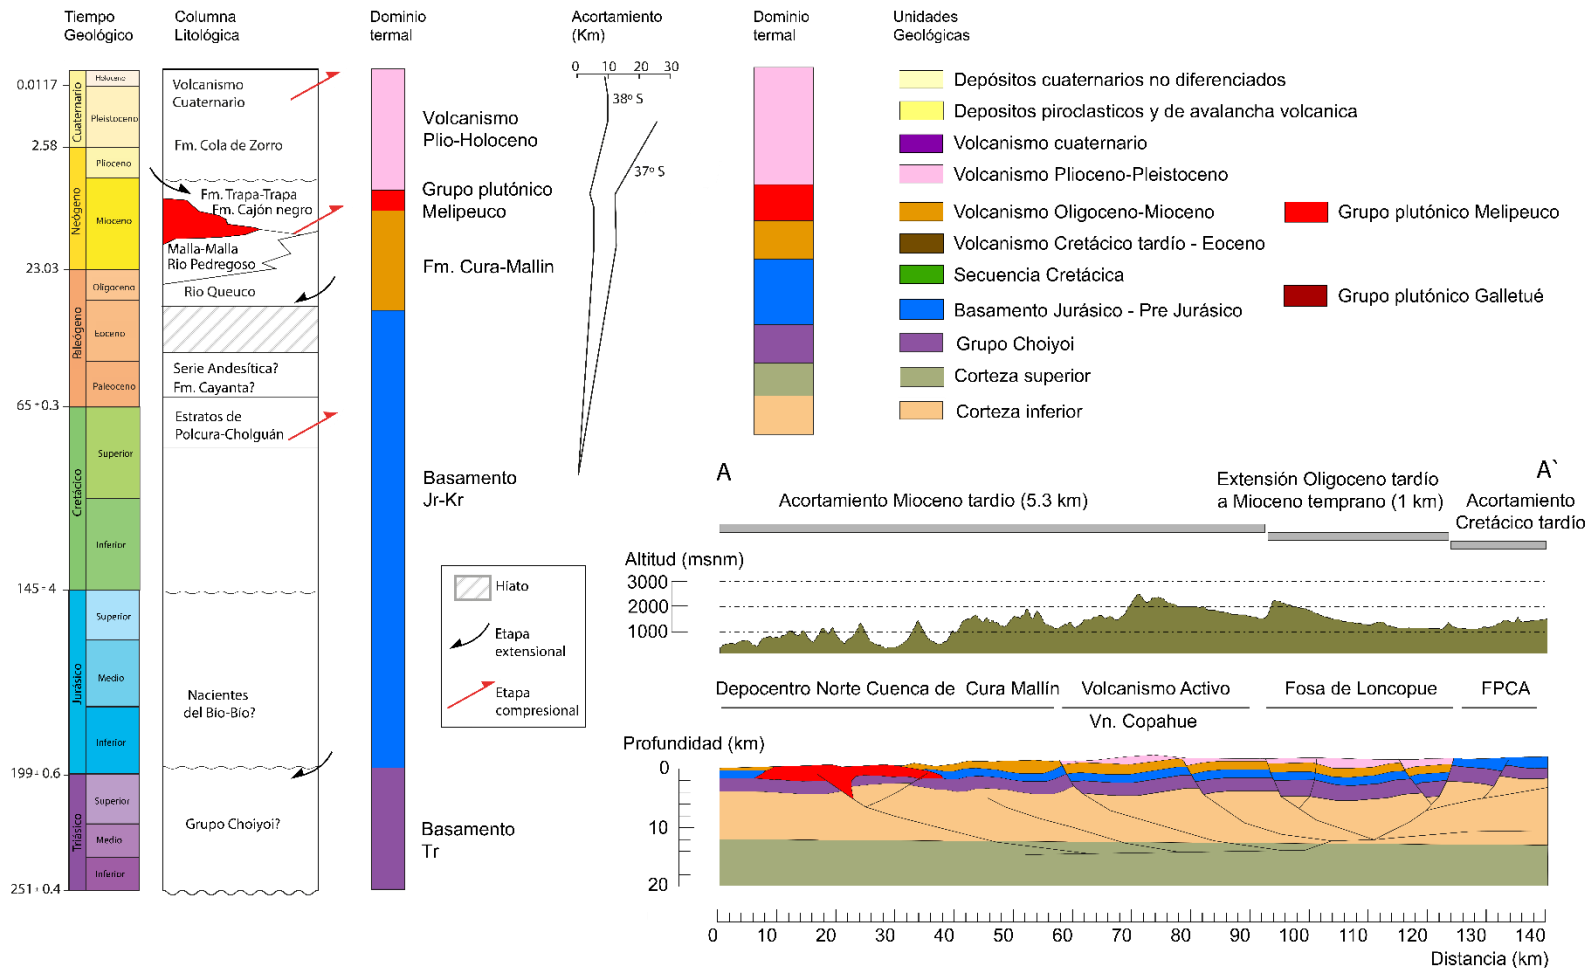 Tiempo
Geológico
Columna
Litológica
Dominio
termal
Acortamiento
(Km)
0 10 20 30
38º S
37º S
0.0117
2.58
23.03
65 ÷ 0.3
145 ÷ 4
199 ÷ 0.6
251 ÷ 0.4
Cuaternario
Neógeno
Paleógeno
Cretácico
Jurásico
Triásico
Holoceno
Pleistoceno
Plioceno
Mioceno
Oligoceno
Eoceno
Paleoceno
Superior
Inferior
Superior
Medio
Inferior
Superior
Medio
Inferior
Volcanismo
Cuaternario
Fm. Cola de Zorro
Fm. Trapa-Trapa
Fm. Cajón negro
Malla-Malla
Rio Pedregoso
Rio Queuco
Serie Andesítica?
Fm. Cayanta?
Estratos de
Polcura-Cholguán
Nacientes
del Bío-Bío?
Grupo Choiyoi?
Volcanismo
Plio-Holoceno
Grupo plutónico
Melipeuco
Fm. Cura-Mallin
Basamento
Jr-Kr
Basamento
Tr
Hiato
Etapa
extensional
Etapa
compresional
Dominio
termal
Unidades
Geológicas
Depósitos cuaternarios no diferenciados
Depositos piroclasticos y de avalancha volcanica
Volcanismo cuaternario
Volcanismo Plioceno-Pleistoceno
Volcanismo Oligoceno-Mioceno
Volcanismo Cretácico tardío - Eoceno
Secuencia Cretácica
Basamento Jurásico - Pre Jurásico
Grupo Choiyoi
Corteza superior
Corteza inferior
Grupo plutónico Melipeuco
Grupo plutónico Galletué
A
A`
Acortamiento Mioceno tardio (5.3 km)
Extensión Oligoceno tardío
a Mioceno temprano (1 km)
Acortamiento
Cretácico tardío
Altitud (msnm)
3000
2000
1000
Depocentro Norte Cuenca de Cura Mallín
Volcanismo Activo
Fosa de Loncopue
FPCA
Vn. Copahue
Profundidad (km)
0
10
20
0 10 20 30 40 50 60 70 80 90 100 110 120 130 140
Distancia (km)